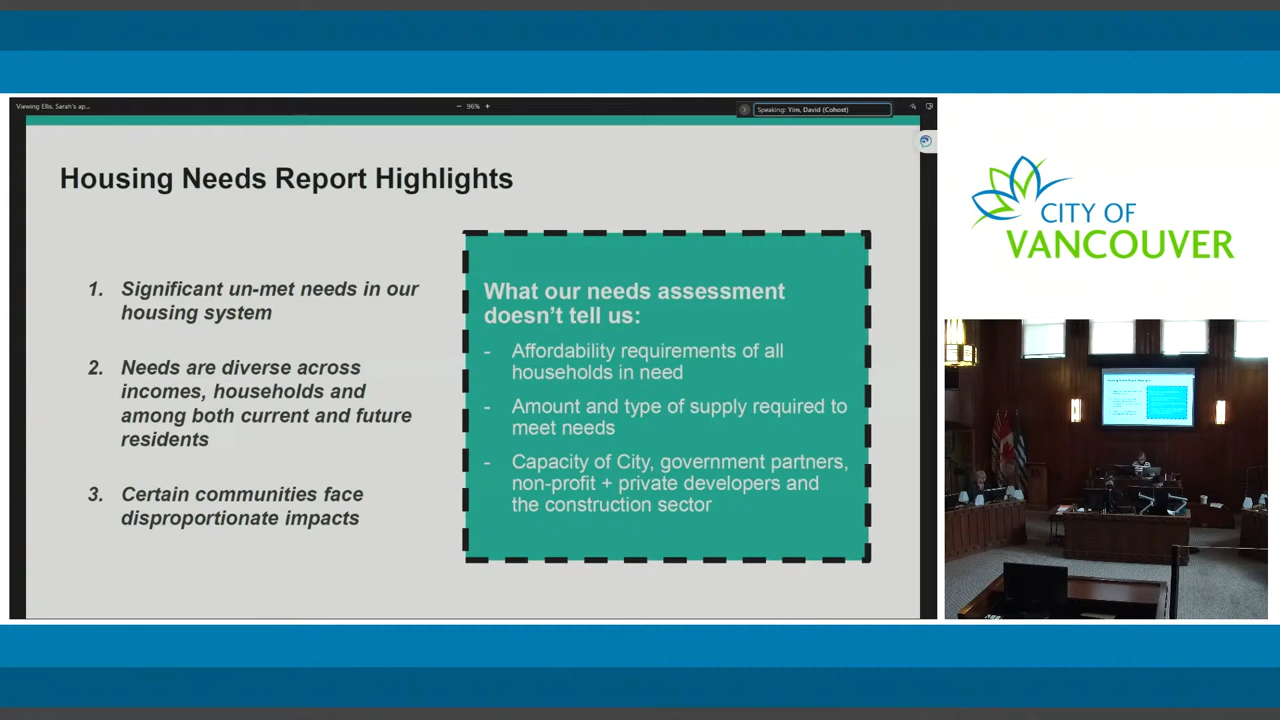 Viewing Ellis, Sarah's ap...
− 96% +
Speaking: Yim, David (Cohost)
Housing Needs Report Highlights
1. Significant un-met needs in our
housing system
2. Needs are diverse across
incomes, households and
among both current and future
residents
3. Certain communities face
disproportionate impacts
What our needs assessment
doesn't tell us:
- Affordability requirements of all
households in need
- Amount and type of supply required to
meet needs
- Capacity of City, government partners,
non-profit + private developers and
the construction sector
CITY OF
VANCOUVER